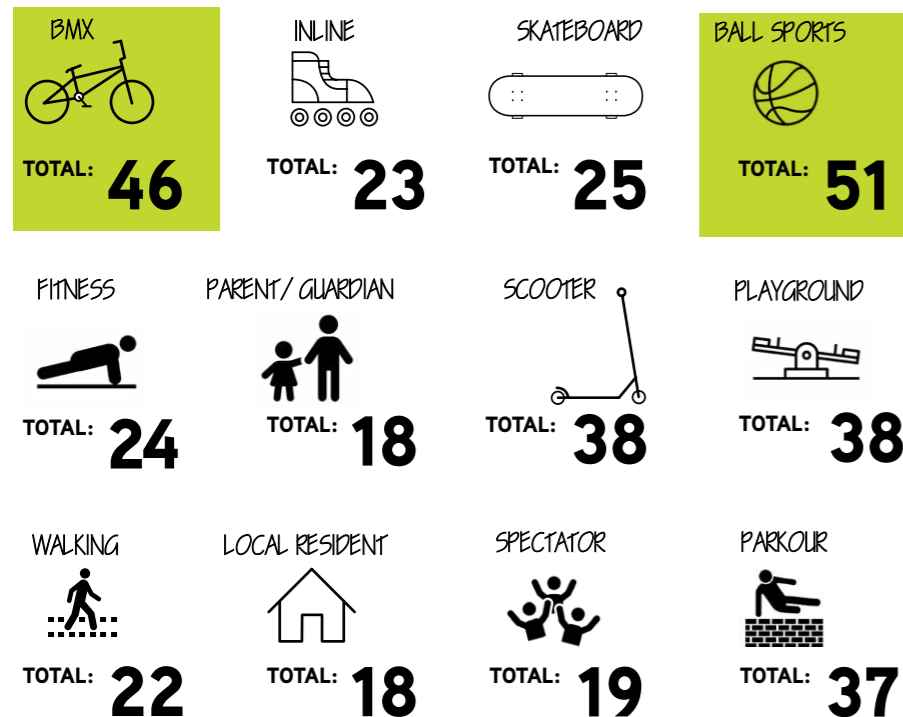 BMX
INLINE
SKATEBOARD
BALL SPORTS
TOTAL: 46
TOTAL: 23
TOTAL: 25
TOTAL: 51
FITNESS
PARENT/ GUARDIAN
SCOOTER
PLAYGROUND
TOTAL: 24
TOTAL: 18
TOTAL: 38
TOTAL: 38
WALKING
LOCAL RESIDENT
SPECTATOR
PARKOUR
TOTAL: 22
TOTAL: 18
TOTAL: 19
TOTAL: 37